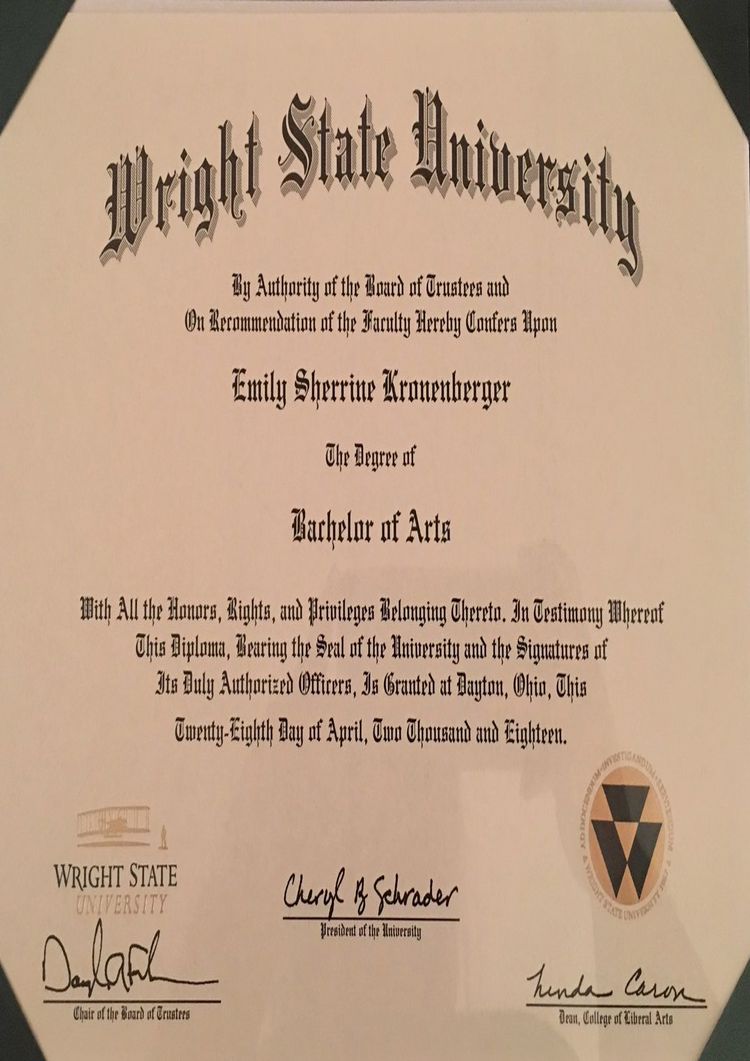 Wright State University
By Authority of the Board of Trustees and
On Recommendation of the Faculty Hereby Confers Upon
Emily Sherrine Kronenberger
The Degree of
Bachelor of Arts
With All the Honors, Rights, and Privileges Belonging Thereto. In Testimony Whereof
This Diploma, Bearing the Seal of the University and the Signatures of
Its Duly Authorized Officers, Is Granted at Dayton, Ohio, This
Twenty-Eighth Day of April, Two Thousand and Eighteen.
WRIGHT STATE
UNIVERSITY
WRIGHT STATE UNIVERSITY 1967
Cheryl B Schrader
President of the University
Chair of the Board of Trustees
Linda Caron
Dean, College of Liberal Arts